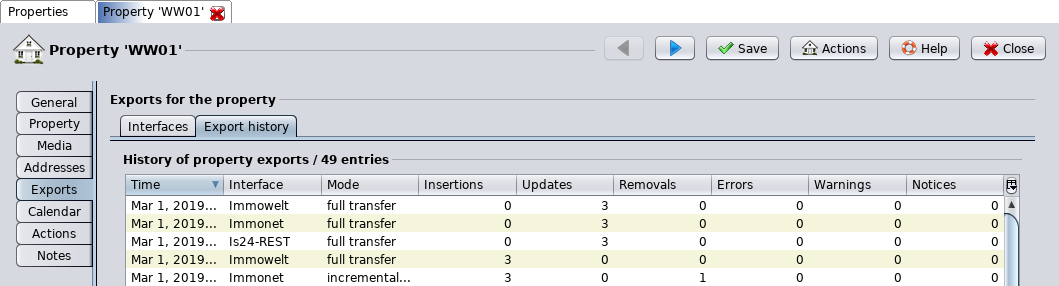 Properties Property 'WW01'
Property 'WW01' Save Actions Help Close
General
Property
Media
Addresses
Exports
Calendar
Actions
Notes
Exports for the property
Interfaces Export history
History of property exports / 49 entries
Time Interface Mode Insertions Updates Removals Errors Warnings Notices
Mar 1, 2019... Immowelt full transfer 0 3 0 0 0 0
Mar 1, 2019... Immonet full transfer 0 3 0 0 0 0
Mar 1, 2019... Is24-REST full transfer 0 3 0 0 0 0
Mar 1, 2019... Immowelt full transfer 3 0 0 0 0 0
Mar 1, 2019... Immonet incremental... 3 0 1 0 0 0